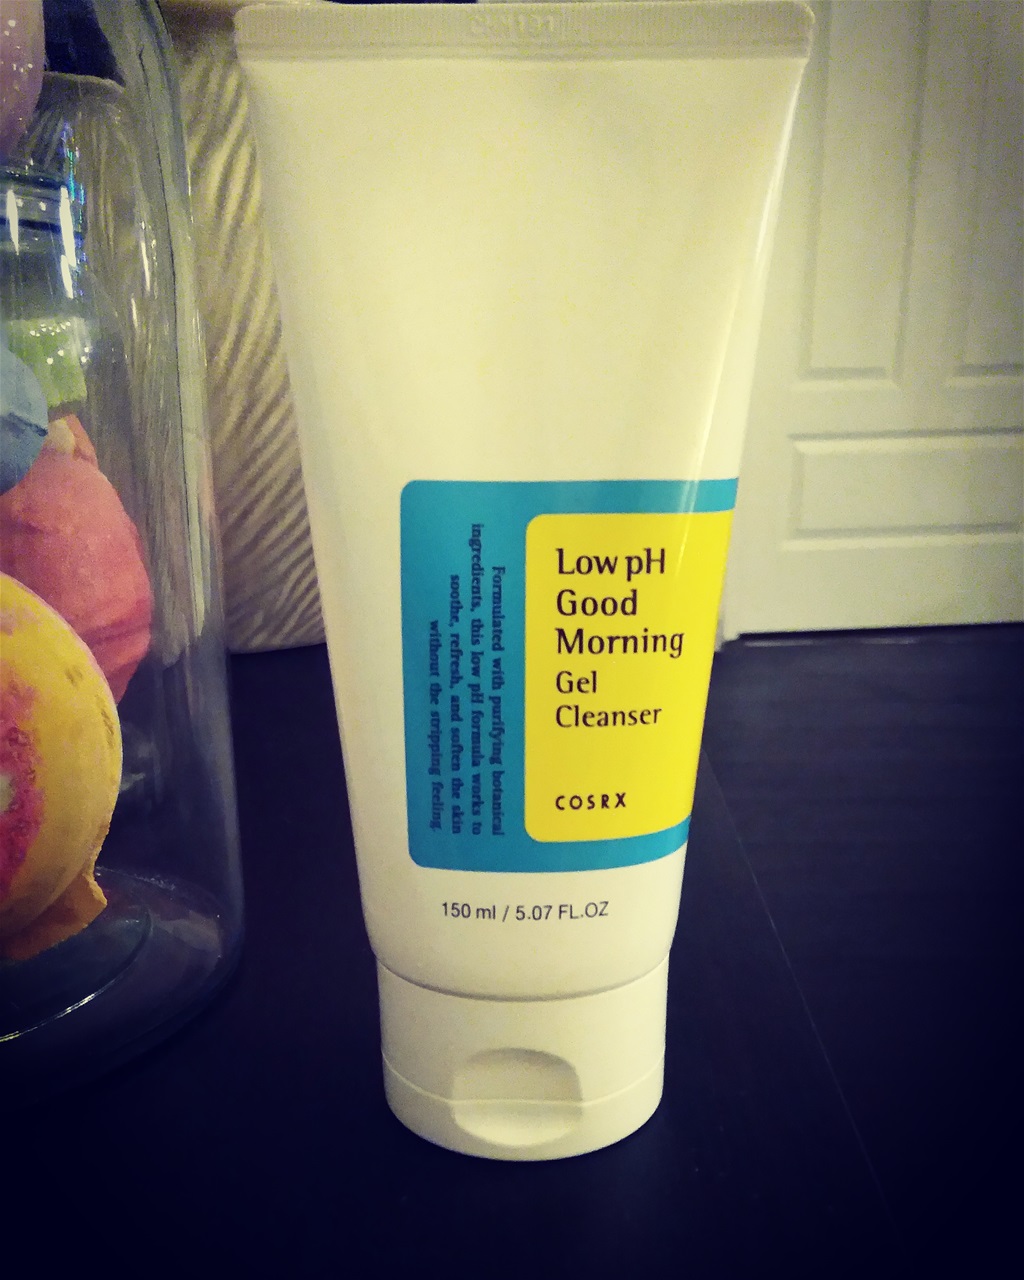 Low pH
Good
Morning
Gel
Cleanser
COSRX
Formulated with purifying botanical
ingredients, this low pH formula works to
soothe, refresh, and soften the skin
without the stripping feeling.
150 ml / 5.07 FL.OZ